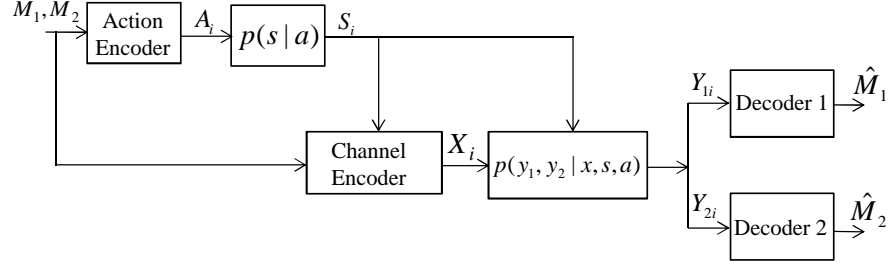 M₁, M₂
Action
Encoder
Aᵢ
p(s | a)
Sᵢ
Channel
Encoder
Xᵢ
p(y₁, y₂ | x, s, a)
Y₁ᵢ
Decoder 1
M̂₁
Y₂ᵢ
Decoder 2
M̂₂